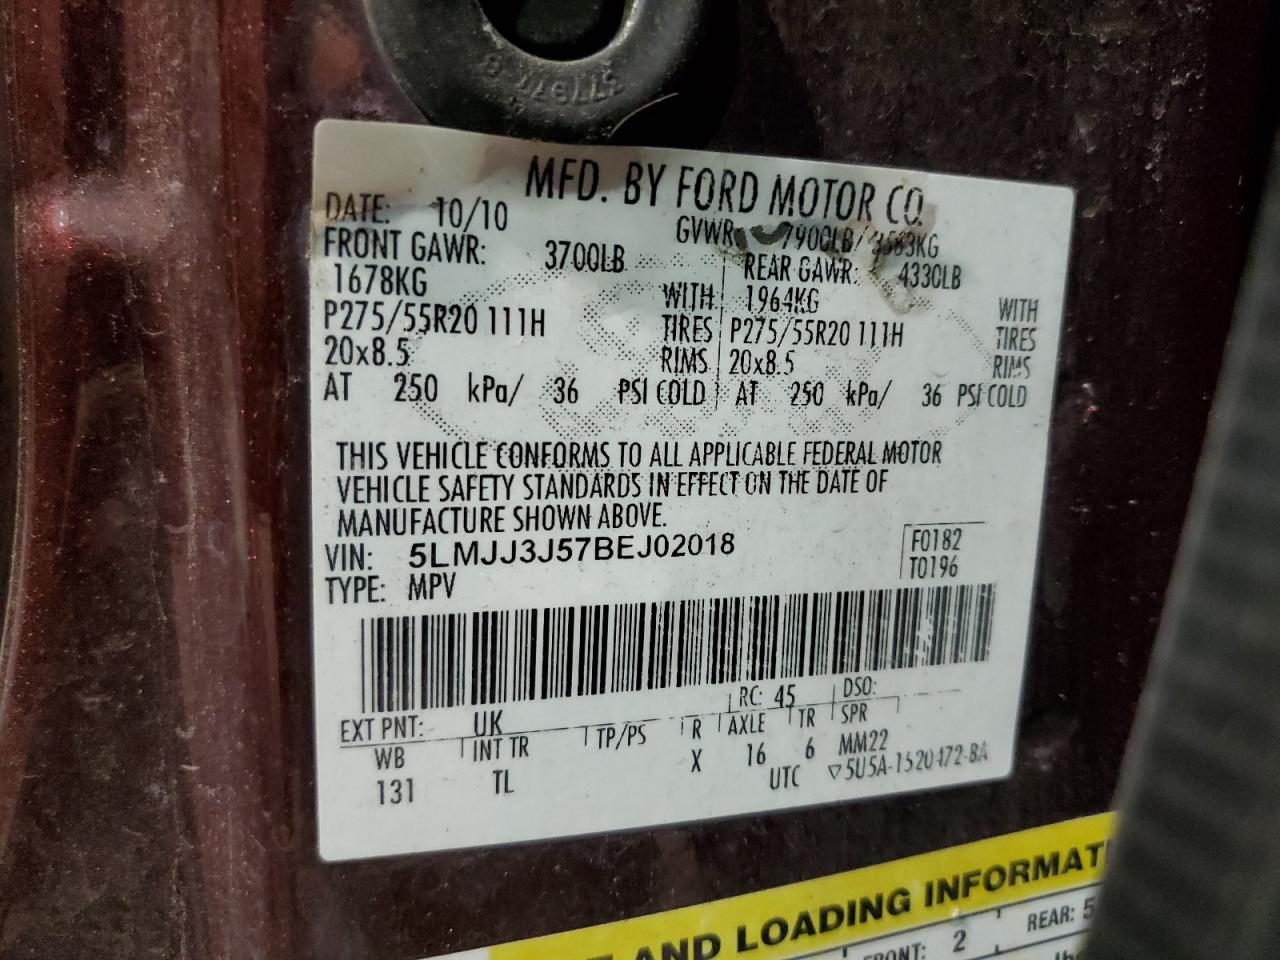 MFD. BY FORD MOTOR CO.
DATE: 10/10 GVWR: 7900LB/ 3583KG
FRONT GAWR: 3700LB REAR GAWR: 4330LB
1678KG WITH 1964KG WITH
P275/55R20 111H TIRES P275/55R20 111H TIRES
20x8.5 RIMS 20x8.5 RIMS
AT 250 kPa/ 36 PSI COLD AT 250 kPa/ 36 PSI COLD
THIS VEHICLE CONFORMS TO ALL APPLICABLE FEDERAL MOTOR
VEHICLE SAFETY STANDARDS IN EFFECT ON THE DATE OF
MANUFACTURE SHOWN ABOVE.
VIN: 5LMJJ3J57BEJ02018 F0182
TYPE: MPV T0196
EXT PNT: UK RC: 45 DSO:
WB INT TR TP/PS R AXLE TR SPR
131 TL X 16 6 MM22
UTC ▽5U5A-1520472-BA
AND LOADING INFORMAT
FRONT: 2 REAR: 5